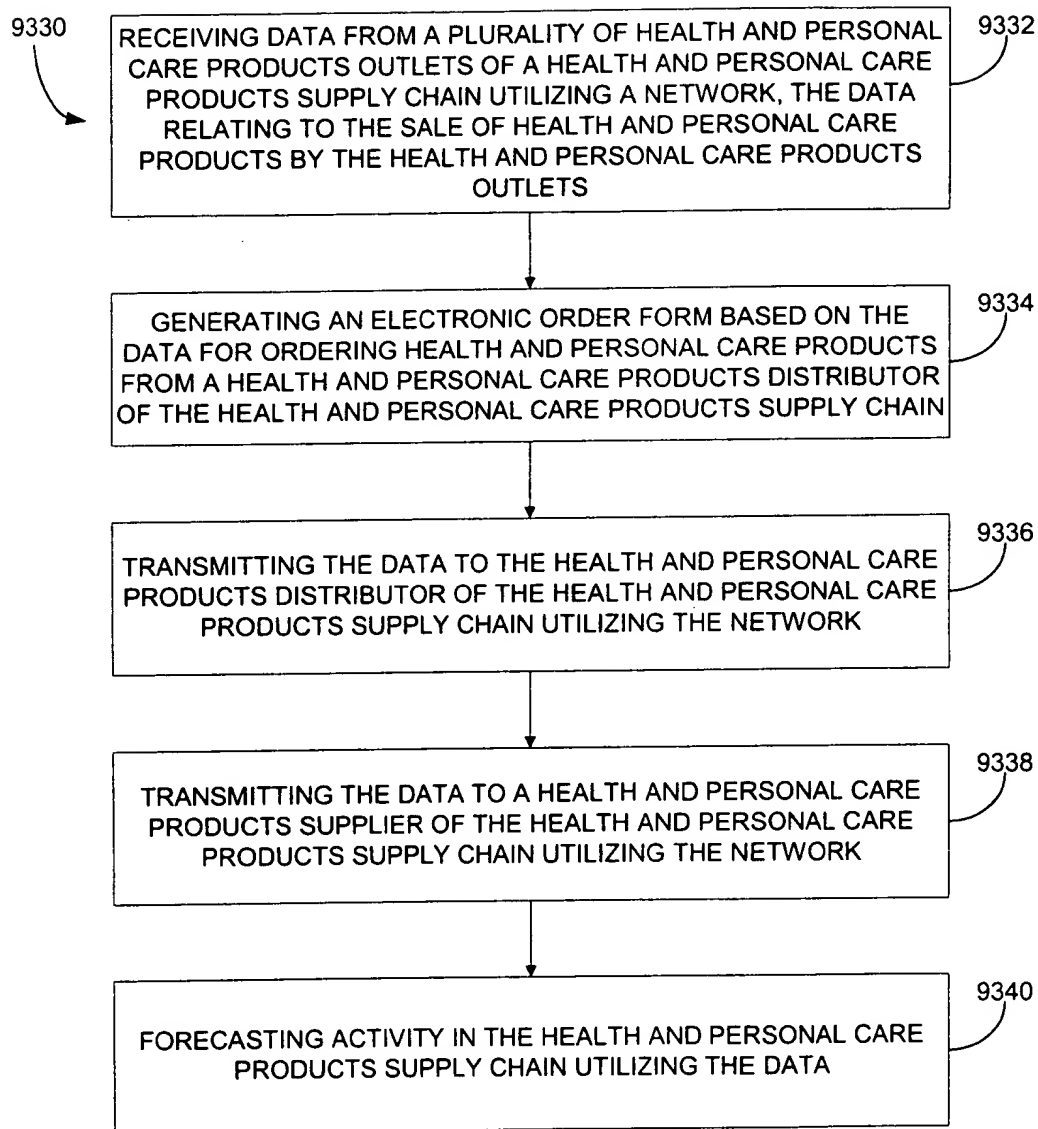 9330
RECEIVING DATA FROM A PLURALITY OF HEALTH AND PERSONAL
CARE PRODUCTS OUTLETS OF A HEALTH AND PERSONAL CARE
PRODUCTS SUPPLY CHAIN UTILIZING A NETWORK, THE DATA
RELATING TO THE SALE OF HEALTH AND PERSONAL CARE
PRODUCTS BY THE HEALTH AND PERSONAL CARE PRODUCTS
OUTLETS
9332
GENERATING AN ELECTRONIC ORDER FORM BASED ON THE
DATA FOR ORDERING HEALTH AND PERSONAL CARE PRODUCTS
FROM A HEALTH AND PERSONAL CARE PRODUCTS DISTRIBUTOR
OF THE HEALTH AND PERSONAL CARE PRODUCTS SUPPLY CHAIN
9334
TRANSMITTING THE DATA TO THE HEALTH AND PERSONAL CARE
PRODUCTS DISTRIBUTOR OF THE HEALTH AND PERSONAL CARE
PRODUCTS SUPPLY CHAIN UTILIZING THE NETWORK
9336
TRANSMITTING THE DATA TO A HEALTH AND PERSONAL CARE
PRODUCTS SUPPLIER OF THE HEALTH AND PERSONAL CARE
PRODUCTS SUPPLY CHAIN UTILIZING THE NETWORK
9338
FORECASTING ACTIVITY IN THE HEALTH AND PERSONAL CARE
PRODUCTS SUPPLY CHAIN UTILIZING THE DATA
9340